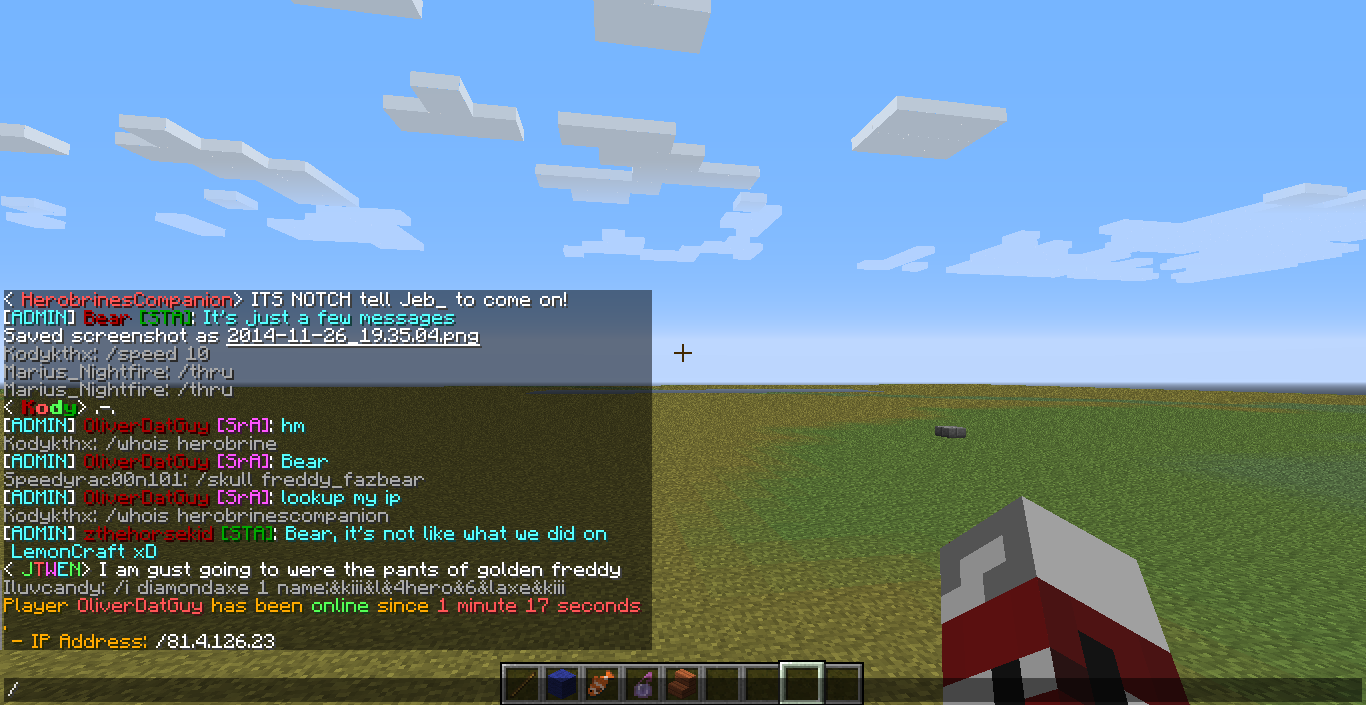 < HerobrinesCompanion> ITS NOTCH tell Jeb_ to come on!
[ADMIN] Bear [STA]: It's just a few messages
Saved screenshot as 2014-11-26_19.35.04.png
Kodykthx: /speed 10
Marius_Nightfire: /thru
Marius_Nightfire: /thru
< Kody> .-.
[ADMIN] OliverDatGuy [SrA]: hm
Kodykthx: /whois herobrine
[ADMIN] OliverDatGuy [SrA]: Bear
Speedyrac00n101: /skull freddy_fazbear
[ADMIN] OliverDatGuy [SrA]: lookup my ip
Kodykthx: /whois herobrinescompanion
[ADMIN] zthehorsekid [STA]: Bear, it's not like what we did on
LemonCraft xD
< JTWEN> I am gust going to were the pants of golden freddy
Iluvcandy: /i diamondaxe 1 name:&kiii&l&4hero&6&laxe&kiii
Player OliverDatGuy has been online since 1 minute 17 seconds
.
- IP Address: /81.4.126.23
/